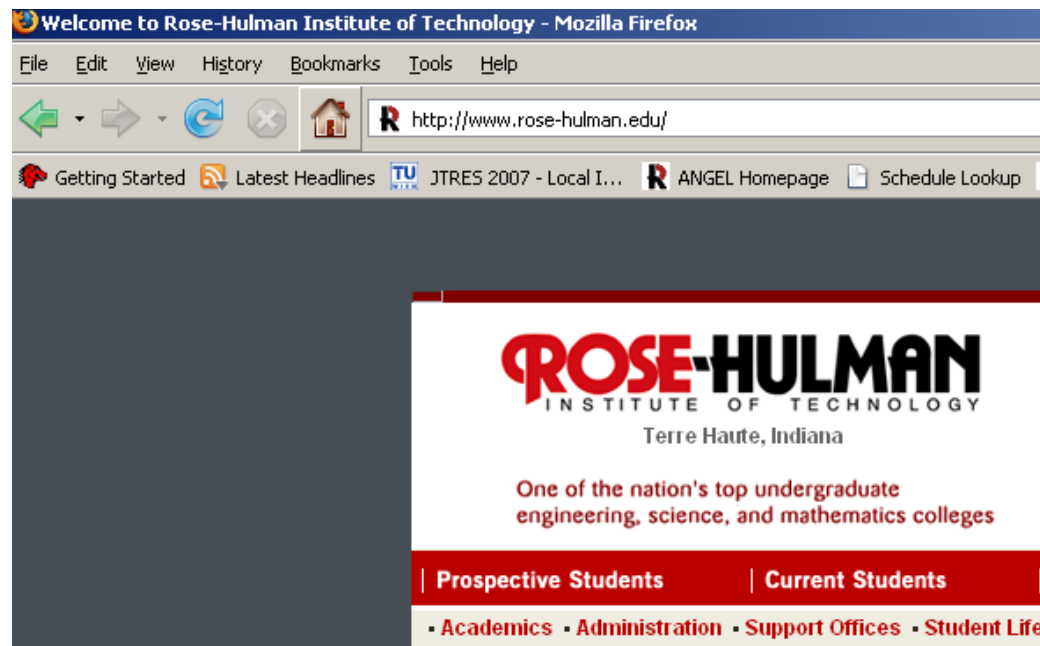 Welcome to Rose-Hulman Institute of Technology - Mozilla Firefox
File Edit View History Bookmarks Tools Help
http://www.rose-hulman.edu/
Getting Started Latest Headlines TU JTRES 2007 - Local I... ANGEL Homepage Schedule Lookup
ROSE-HULMAN
INSTITUTE OF TECHNOLOGY
Terre Haute, Indiana
One of the nation's top undergraduate
engineering, science, and mathematics colleges
| Prospective Students | Current Students |
▪ Academics ▪ Administration ▪ Support Offices ▪ Student Life